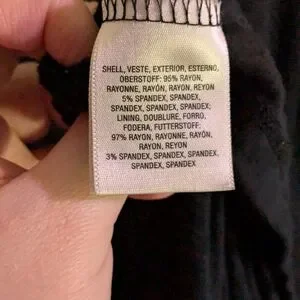 SHELL, VESTE, EXTERIOR, ESTERNO,
OBERSTOFF: 95% RAYON,
RAYONNE, RAYÓN, RAYON, REYON
5% SPANDEX, SPANDEX,
SPANDEX, SPANDEX, SPANDEX;
LINING, DOUBLURE, FORRO,
FODERA, FUTTERSTOFF:
97% RAYON, RAYONNE, RAYÓN,
RAYON, REYON
3% SPANDEX, SPANDEX, SPANDEX,
SPANDEX, SPANDEX